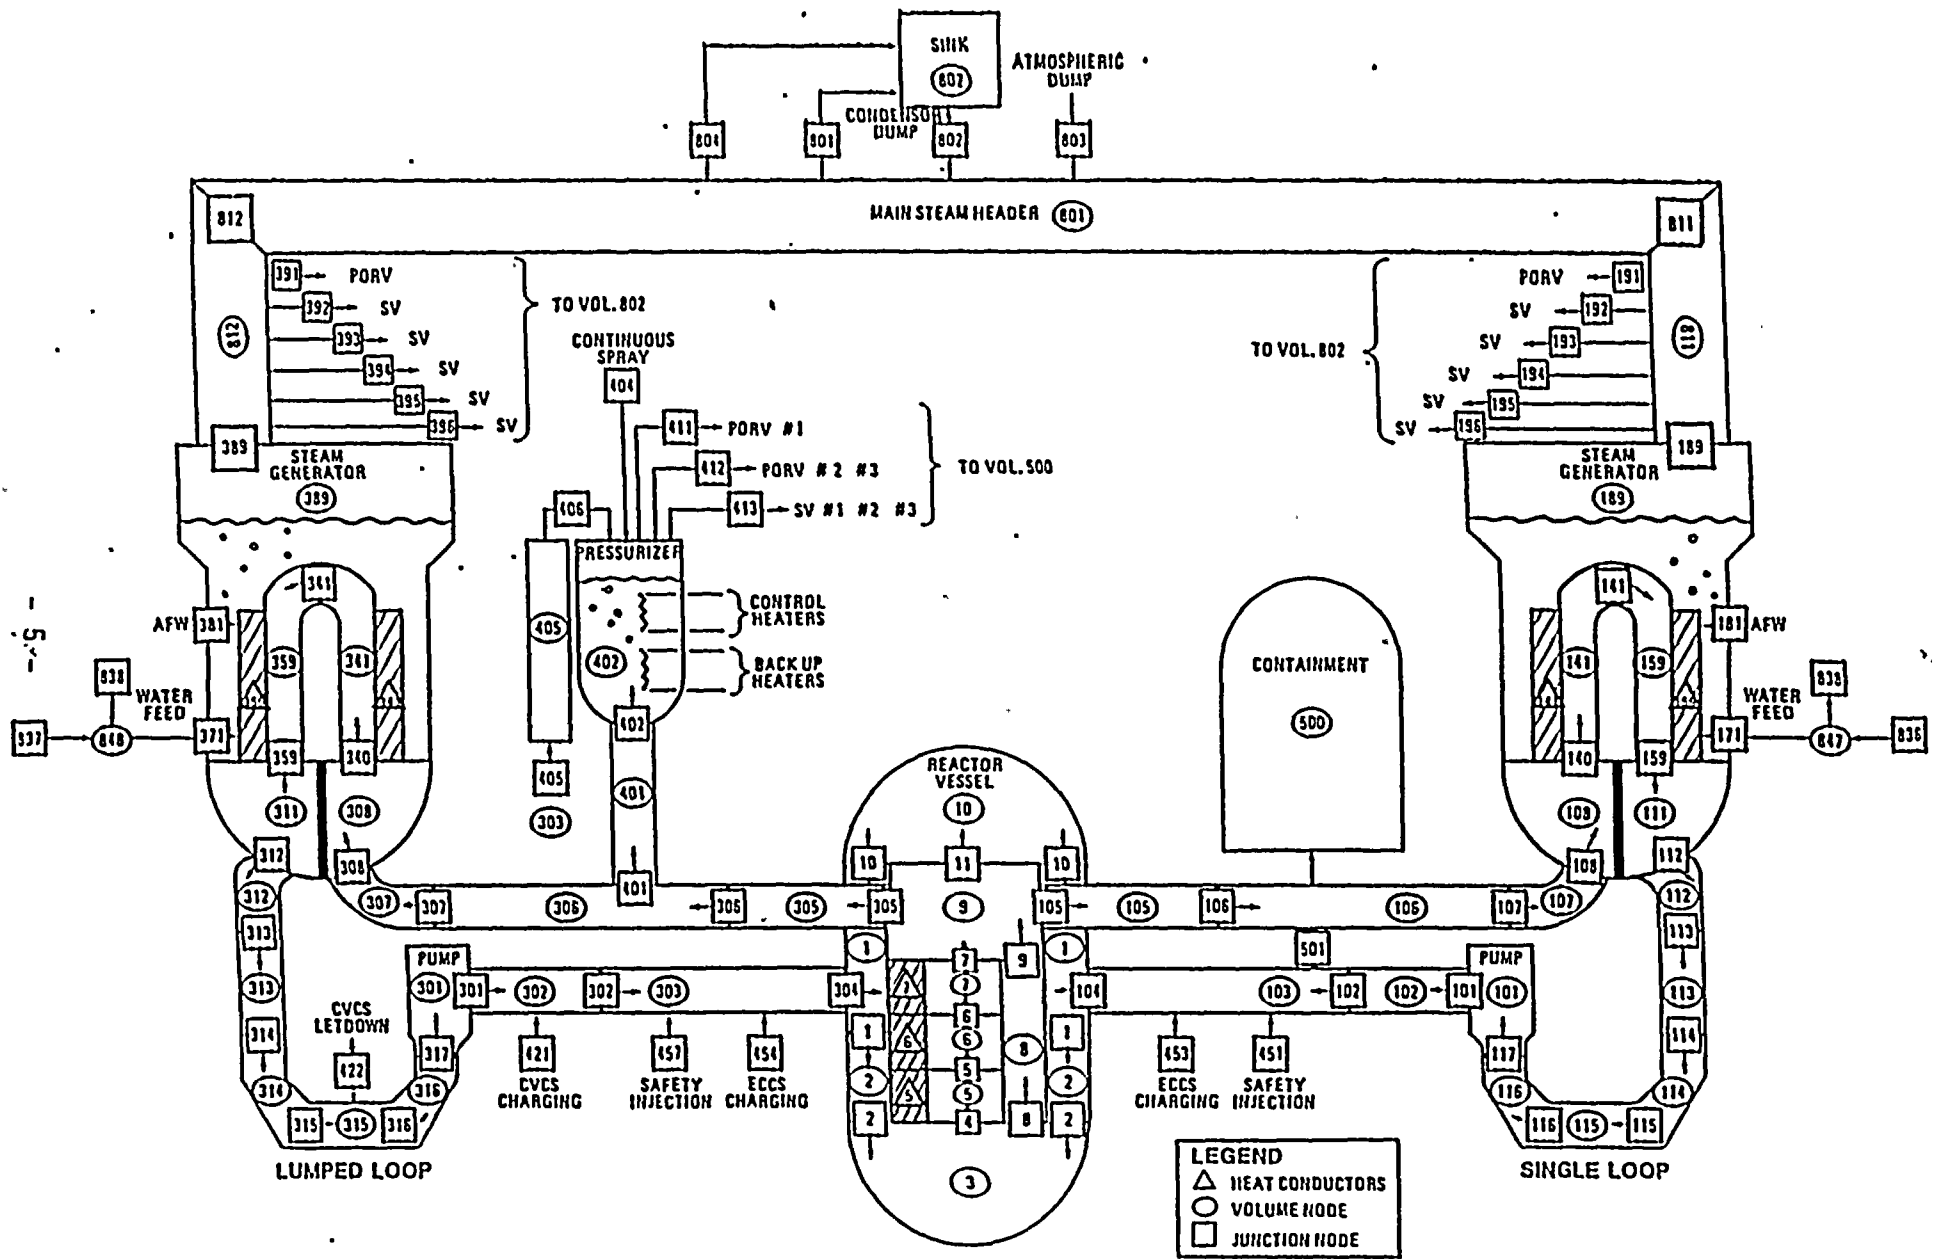 SINK
802
ATMOSPHERIC
DUMP
CONDENSOR
DUMP
804
801
802
803
812
MAIN STEAM HEADER 801
811
391 PORV
392 SV
393 SV
394 SV
395 SV
396 SV
812
TO VOL. 802
PORV 191
SV 192
SV 193
SV 194
SV 195
SV 196
811
TO VOL. 802
CONTINUOUS
SPRAY
404
411 PORV #1
412 PORV #2 #3
413 SV #1 #2 #3
TO VOL. 500
406
389
STEAM
GENERATOR
389
189
STEAM
GENERATOR
189
PRESSURIZER
405
402
CONTROL
HEATERS
BACKUP
HEATERS
402
405
303
401
401
341
AFW 381
359
341
838
WATER
FEED
837
848
371
359
340
311
308
312
308
141
181 AFW
141
159
838
WATER
FEED
171
847
836
140
159
108
111
108
112
CONTAINMENT
500
REACTOR
VESSEL
10
10
11
10
307
307
306
306
305
305
9
105
105
106
106
107
107
312
313
313
314
314
315
315
316
316
317
PUMP
301
301
302
302
303
304
CVCS
LETDOWN
422
421
CVCS
CHARGING
457
SAFETY
INJECTION
454
ECCS
CHARGING
1
1
2
2
7
7
7
6
6
6
5
5
5
4
9
8
8
1
1
2
2
3
104
501
103
102
102
101
PUMP
101
453
ECCS
CHARGING
451
SAFETY
INJECTION
117
116
116
115
115
114
114
113
113
112
LUMPED LOOP
SINGLE LOOP
LEGEND
HEAT CONDUCTORS
VOLUME NODE
JUNCTION NODE
- 5 -